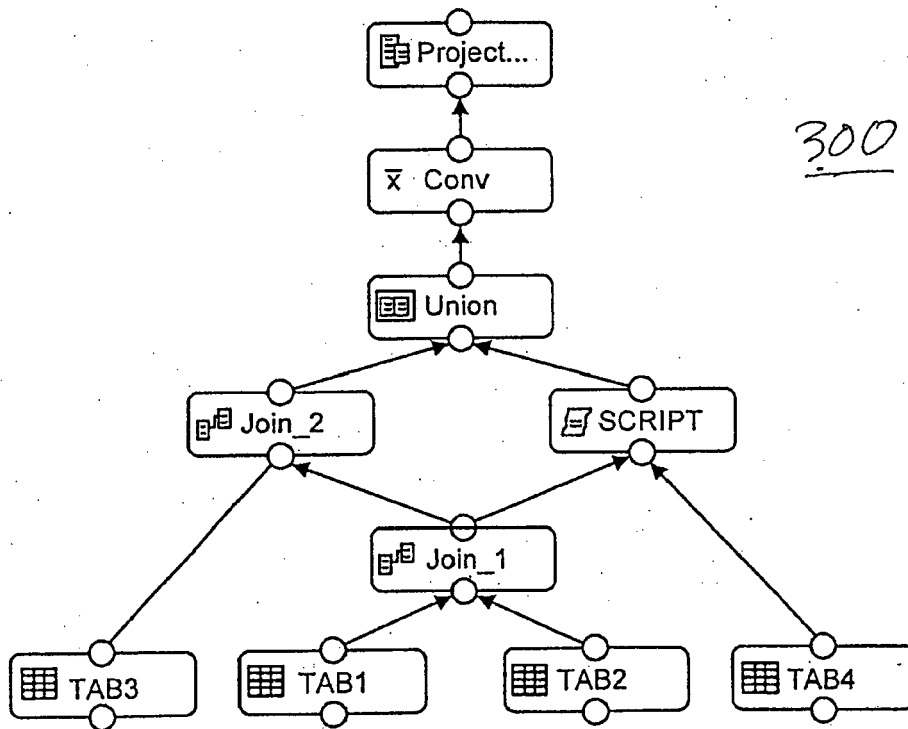 Project...
300
x̄ Conv
Union
Join_2
SCRIPT
Join_1
TAB3
TAB1
TAB2
TAB4